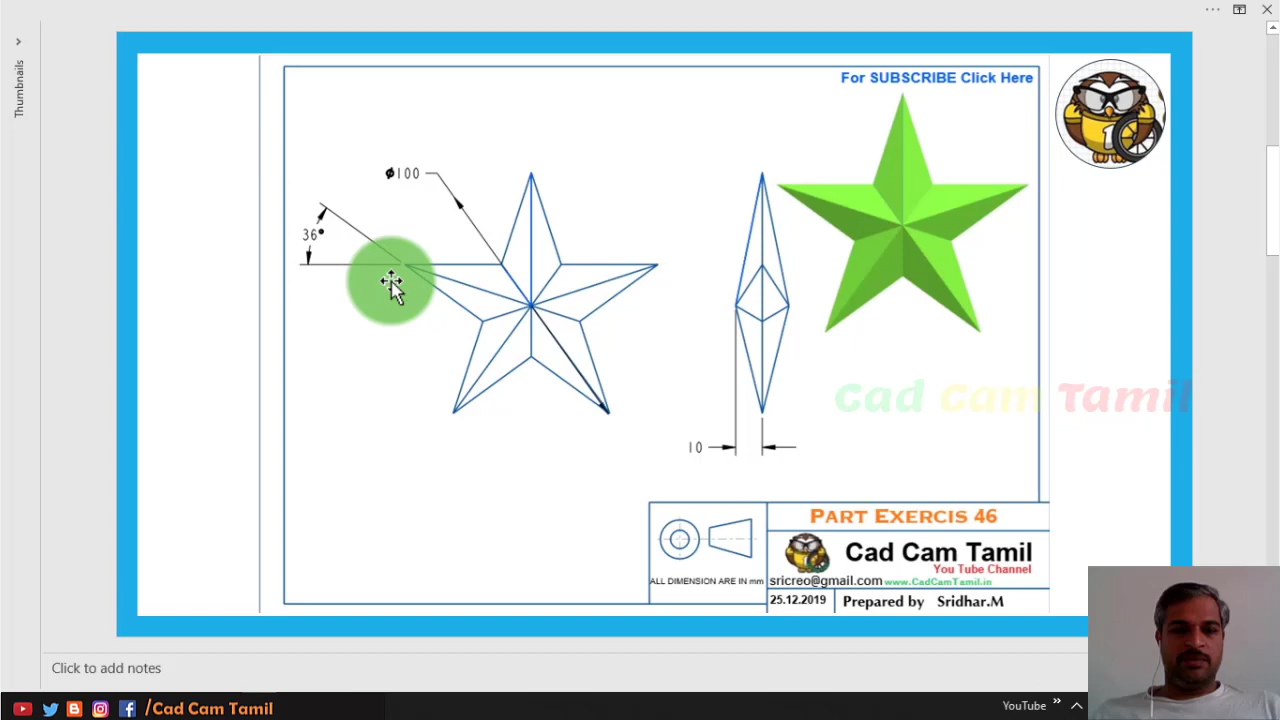 Thumbnails
For SUBSCRIBE Click Here
1
ø100
36°
Cad Cam Tamil
10
PART EXERCIS 46
Cad Cam Tamil
You Tube Channel
ALL DIMENSION ARE IN mm
sricreo@gmail.com www.CadCamTamil.in
25.12.2019
Prepared by Sridhar.M
Click to add notes
/Cad Cam Tamil
YouTube